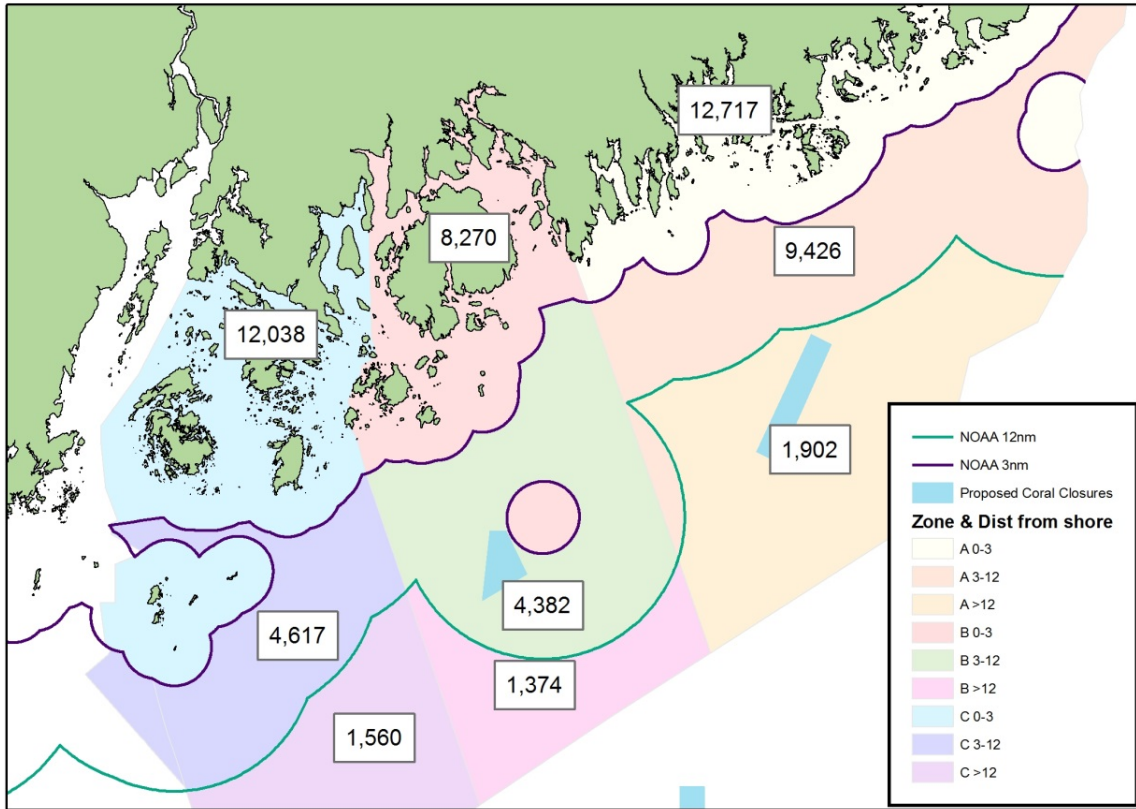 12,717
8,270
9,426
12,038
1,902
4,382
4,617
1,374
1,560
NOAA 12nm
NOAA 3nm
Proposed Coral Closures
Zone & Dist from shore
A 0-3
A 3-12
A >12
B 0-3
B 3-12
B >12
C 0-3
C 3-12
C >12